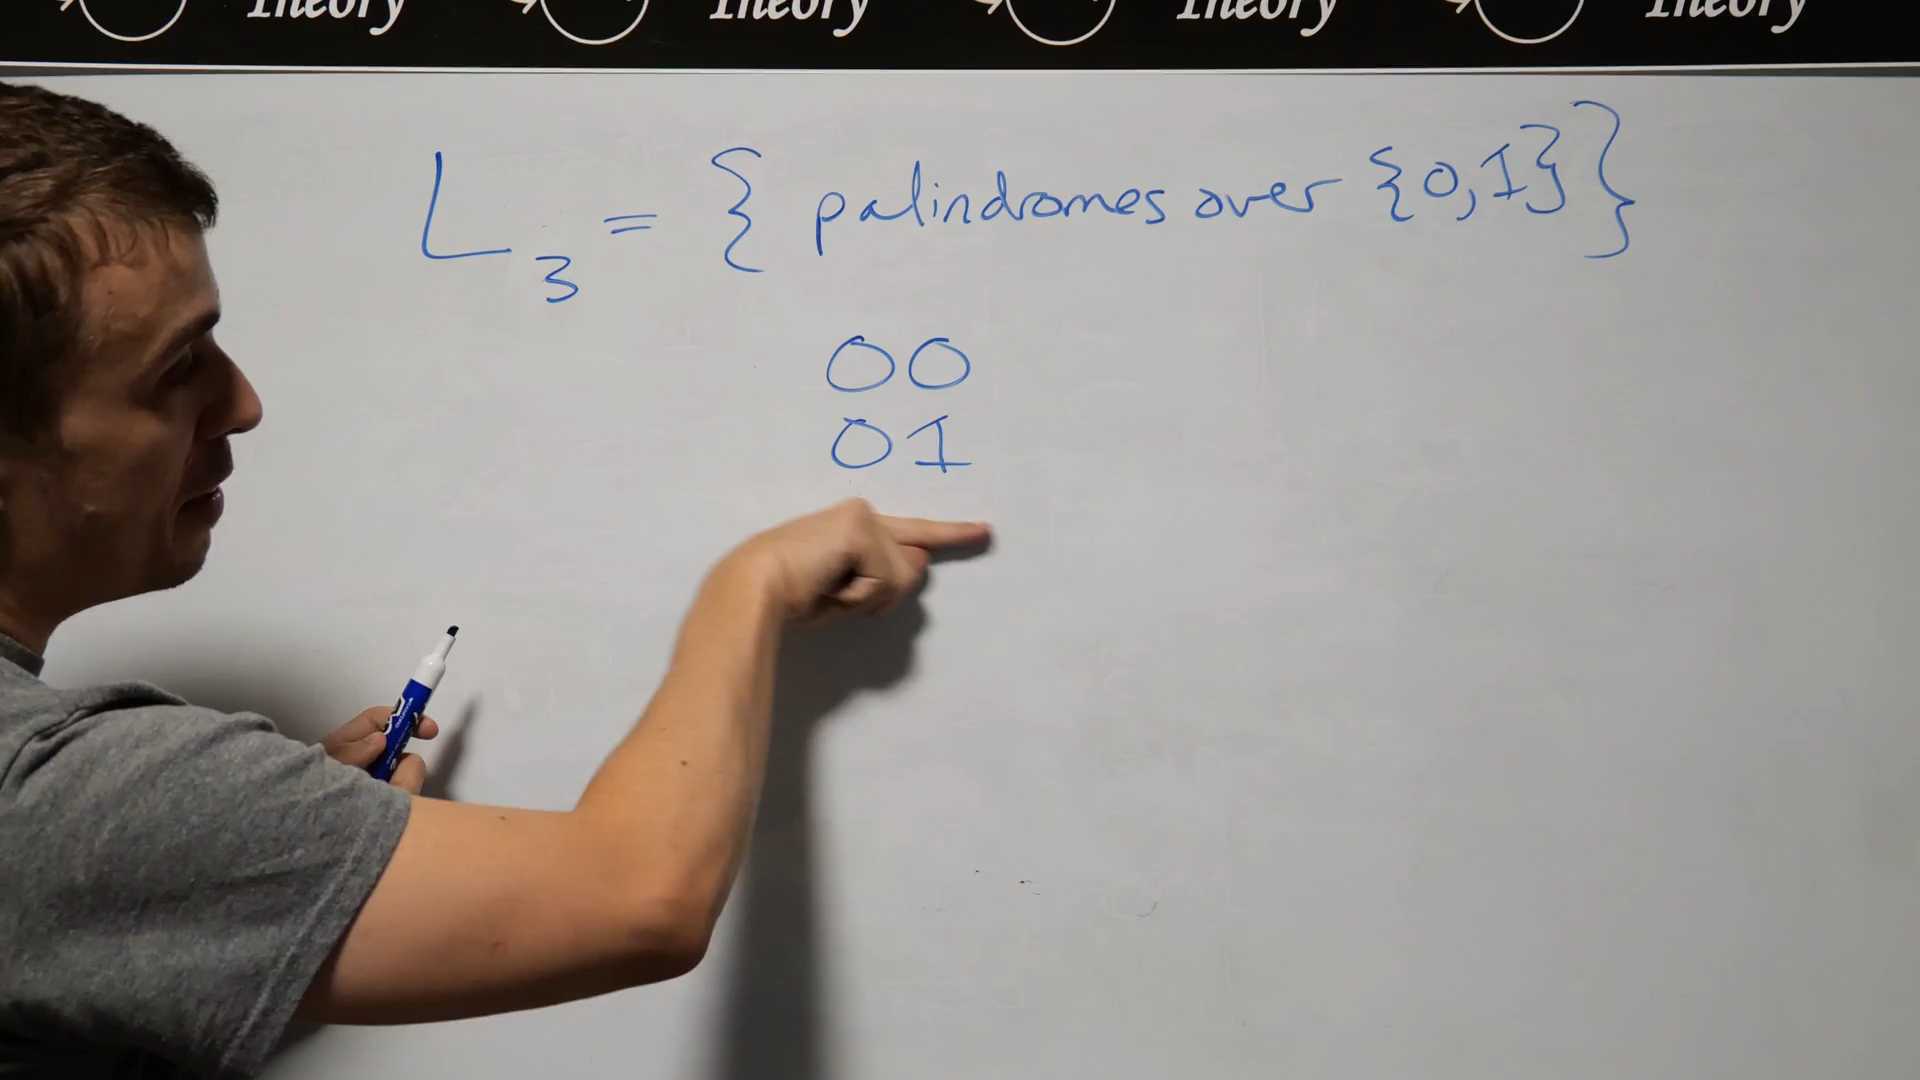 Theory Theory Theory Theory
L₃ = { palindromes over {0,1}}
00
01